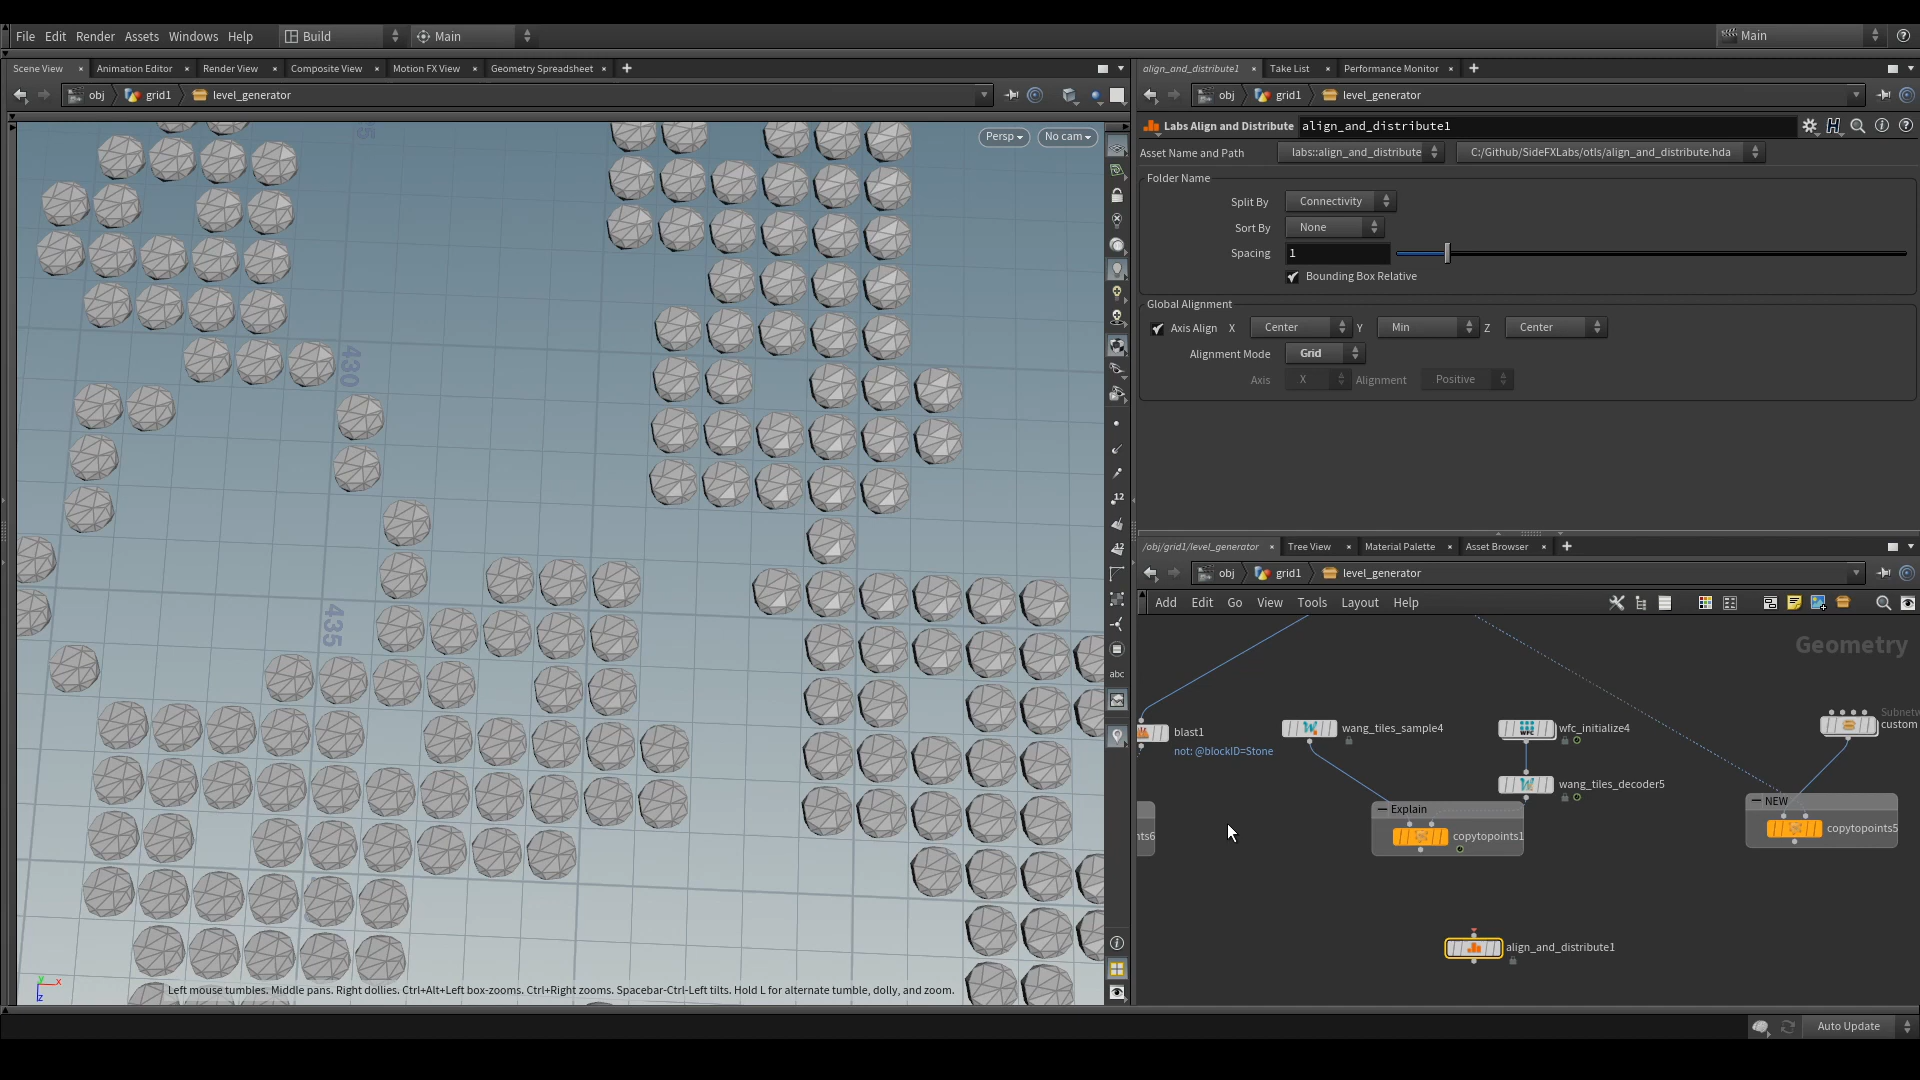 File Edit Render Assets Windows Help Build Main Main
Scene View Animation Editor Render View Composite View Motion FX View Geometry Spreadsheet
obj grid1 level_generator
Persp No cam
430
435
Left mouse tumbles. Middle pans. Right dollies. Ctrl+Alt+Left box-zooms. Ctrl+Right zooms. Spacebar-Ctrl-Left tilts. Hold L for alternate tumble, dolly, and zoom.
y x z
12
12
abc
align_and_distribute1 Take List Performance Monitor
obj grid1 level_generator
Labs Align and Distribute align_and_distribute1
Asset Name and Path labs::align_and_distribute C:/Github/SideFXLabs/otls/align_and_distribute.hda
Folder Name
Split By Connectivity
Sort By None
Spacing 1
Bounding Box Relative
Global Alignment
Axis Align X Center Y Min Z Center
Alignment Mode Grid
Axis X Alignment Positive
/obj/grid1/level_generator Tree View Material Palette Asset Browser
obj grid1 level_generator
Add Edit Go View Tools Layout Help
Geometry
Subnetw
custom
blast1
not: @blockID=Stone
wang_tiles_sample4
wfc_initialize4
wang_tiles_decoder5
Explain
copytopoints1
NEW
copytopoints5
nts6
align_and_distribute1
Auto Update